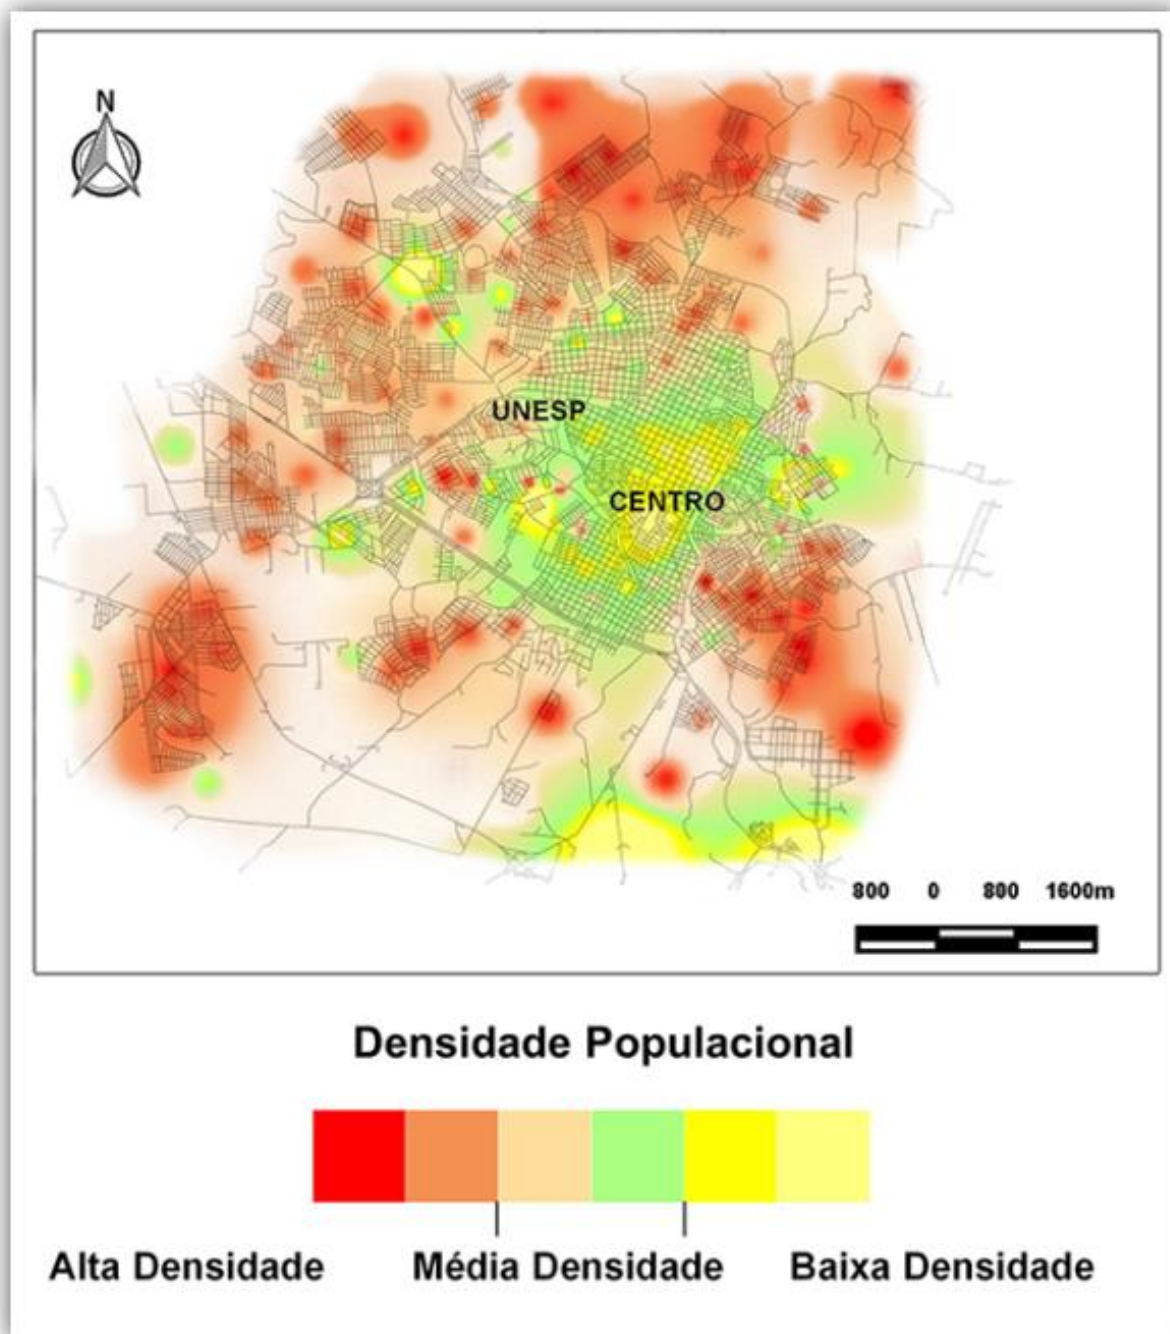 N
UNESP
CENTRO
800 0 800 1600m
Densidade Populacional
Alta Densidade Média Densidade Baixa Densidade